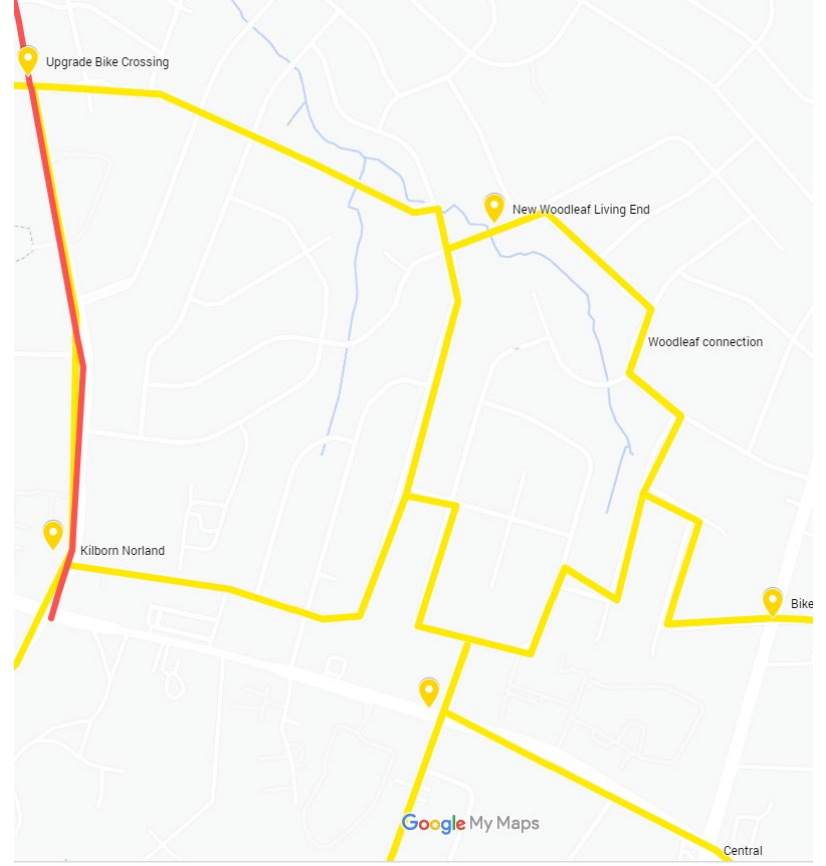 Upgrade Bike Crossing
New Woodleaf Living End
Woodleaf connection
Kilborn Norland
Bike
Google My Maps
Central